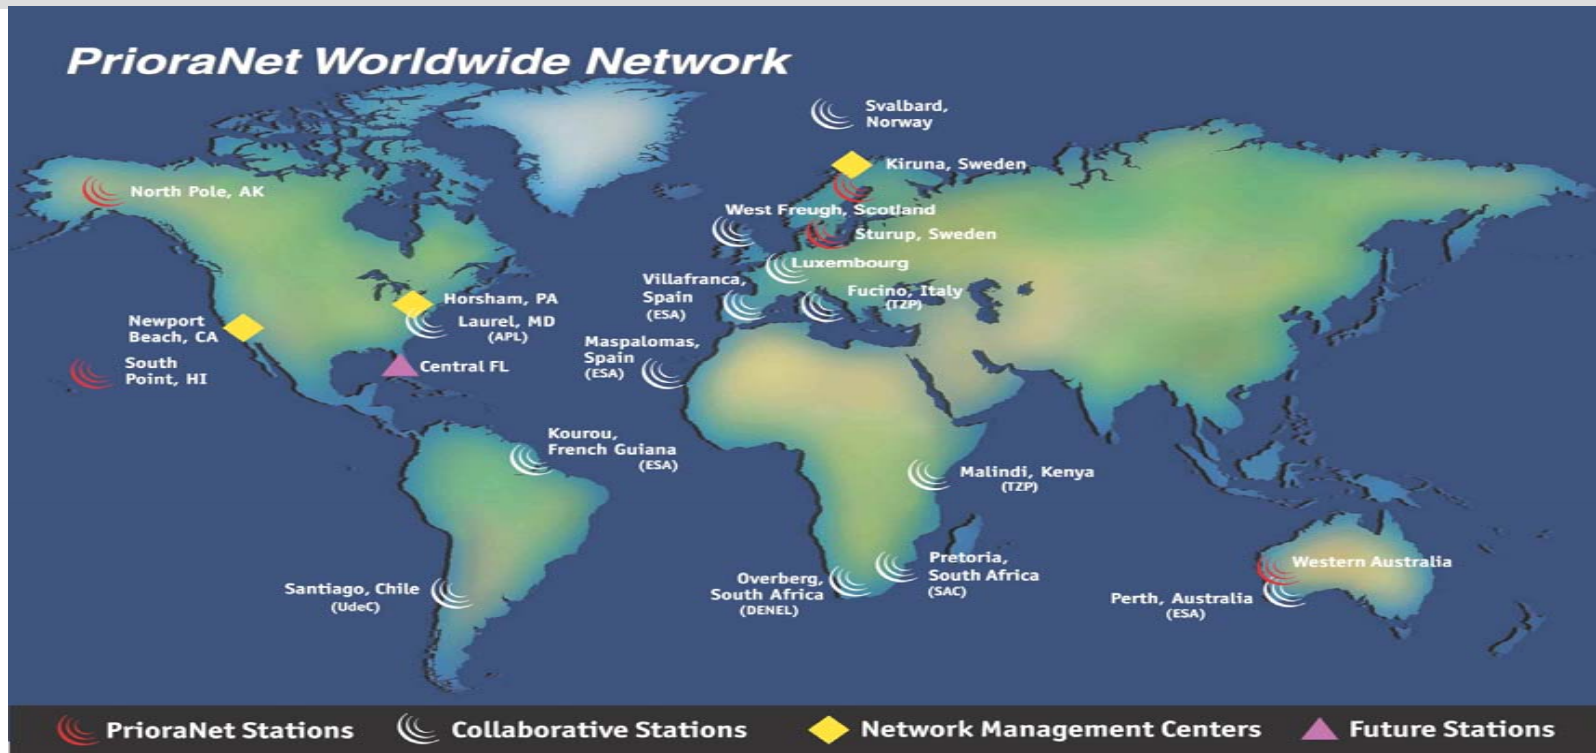 PrioraNet Worldwide Network
Svalbard,
Norway
Kiruna, Sweden
North Pole, AK
West Freugh, Scotland
Sturup, Sweden
Luxembourg
Villafranca,
Spain
(ESA)
Fucino, Italy
(TZP)
Horsham, PA
Laurel, MD
(APL)
Newport
Beach, CA
South
Point, HI
Central FL
Maspalomas,
Spain
(ESA)
Kourou,
French Guiana
(ESA)
Malindi, Kenya
(TZP)
Santiago, Chile
(UdeC)
Overberg,
South Africa
(DENEL)
Pretoria,
South Africa
(SAC)
Western Australia
Perth, Australia
(ESA)
PrioraNet Stations
Collaborative Stations
Network Management Centers
Future Stations